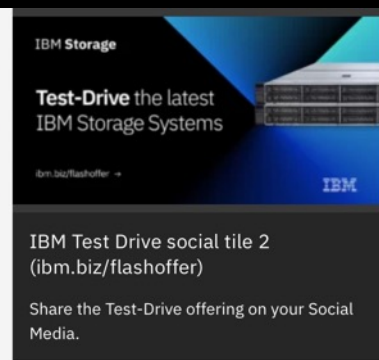 IBM Storage
Test-Drive the latest
IBM Storage Systems
ibm.biz/flashoffer →
IBM
IBM Test Drive social tile 2
(ibm.biz/flashoffer)
Share the Test-Drive offering on your Social
Media.